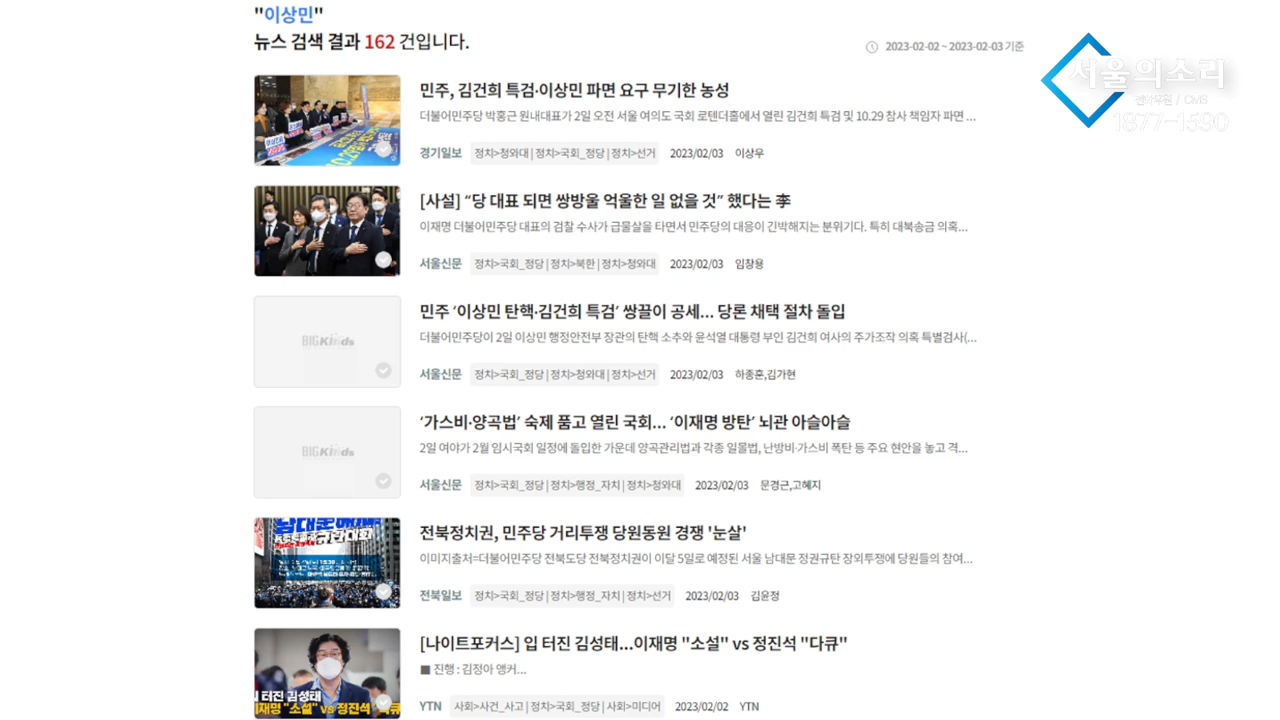 "이상민"
뉴스 검색 결과 162 건입니다.
2023-02-02 ~ 2023-02-03 기준
서울의소리
/ CMS
1877-1590
민주, 김건희 특검·이상민 파면 요구 무기한 농성
더불어민주당 박홍근 원내대표가 2일 오전 서울 여의도 국회 로텐더홀에서 열린 김건희 특검 및 10.29 참사 책임자 파면 ...
경기일보 정치>청와대 | 정치>국회_정당 | 정치>선거 2023/02/03 이상우
[사설] “당 대표 되면 쌍방울 억울한 일 없을 것” 했다는 李
이재명 더불어민주당 대표의 검찰 수사가 급물살을 타면서 민주당의 대응이 긴박해지는 분위기다. 특히 대북송금 의혹...
서울신문 정치>국회_정당 | 정치>북한 | 정치>청와대 2023/02/03 임창용
민주 ‘이상민 탄핵·김건희 특검’ 쌍끌이 공세... 당론 채택 절차 돌입
더불어민주당이 2일 이상민 행정안전부 장관의 탄핵 소추와 윤석열 대통령 부인 김건희 여사의 주가조작 의혹 특별검사(...
BIGKinds
서울신문 정치>국회_정당 | 정치>청와대 | 정치>선거 2023/02/03 하종훈,김가현
‘가스비·양곡법’ 숙제 품고 열린 국회... ‘이재명 방탄’ 뇌관 아슬아슬
2일 여야가 2월 임시국회 일정에 돌입한 가운데 양곡관리법과 각종 일몰법, 난방비·가스비 폭탄 등 주요 현안을 놓고 격...
BIGKinds
서울신문 정치>국회_정당 | 정치>행정_자치 | 정치>청와대 2023/02/03 문경근,고혜지
전북정치권, 민주당 거리투쟁 당원동원 경쟁 '눈살'
이미지출처=더불어민주당 전북도당 전북정치권이 이달 5일로 예정된 서울 남대문 정권규탄 장외투쟁에 당원들의 참여...
전북일보 정치>국회_정당 | 정치>행정_자치 | 정치>선거 2023/02/03 김윤정
[나이트포커스] 입 터진 김성태...이재명 "소설" vs 정진석 "다큐"
■ 진행 : 김정아 앵커...
입 터진 김성태
이재명 "소설" vs 정진석 "다큐
YTN 사회>사건_사고 | 정치>국회_정당 | 사회>미디어 2023/02/02 YTN